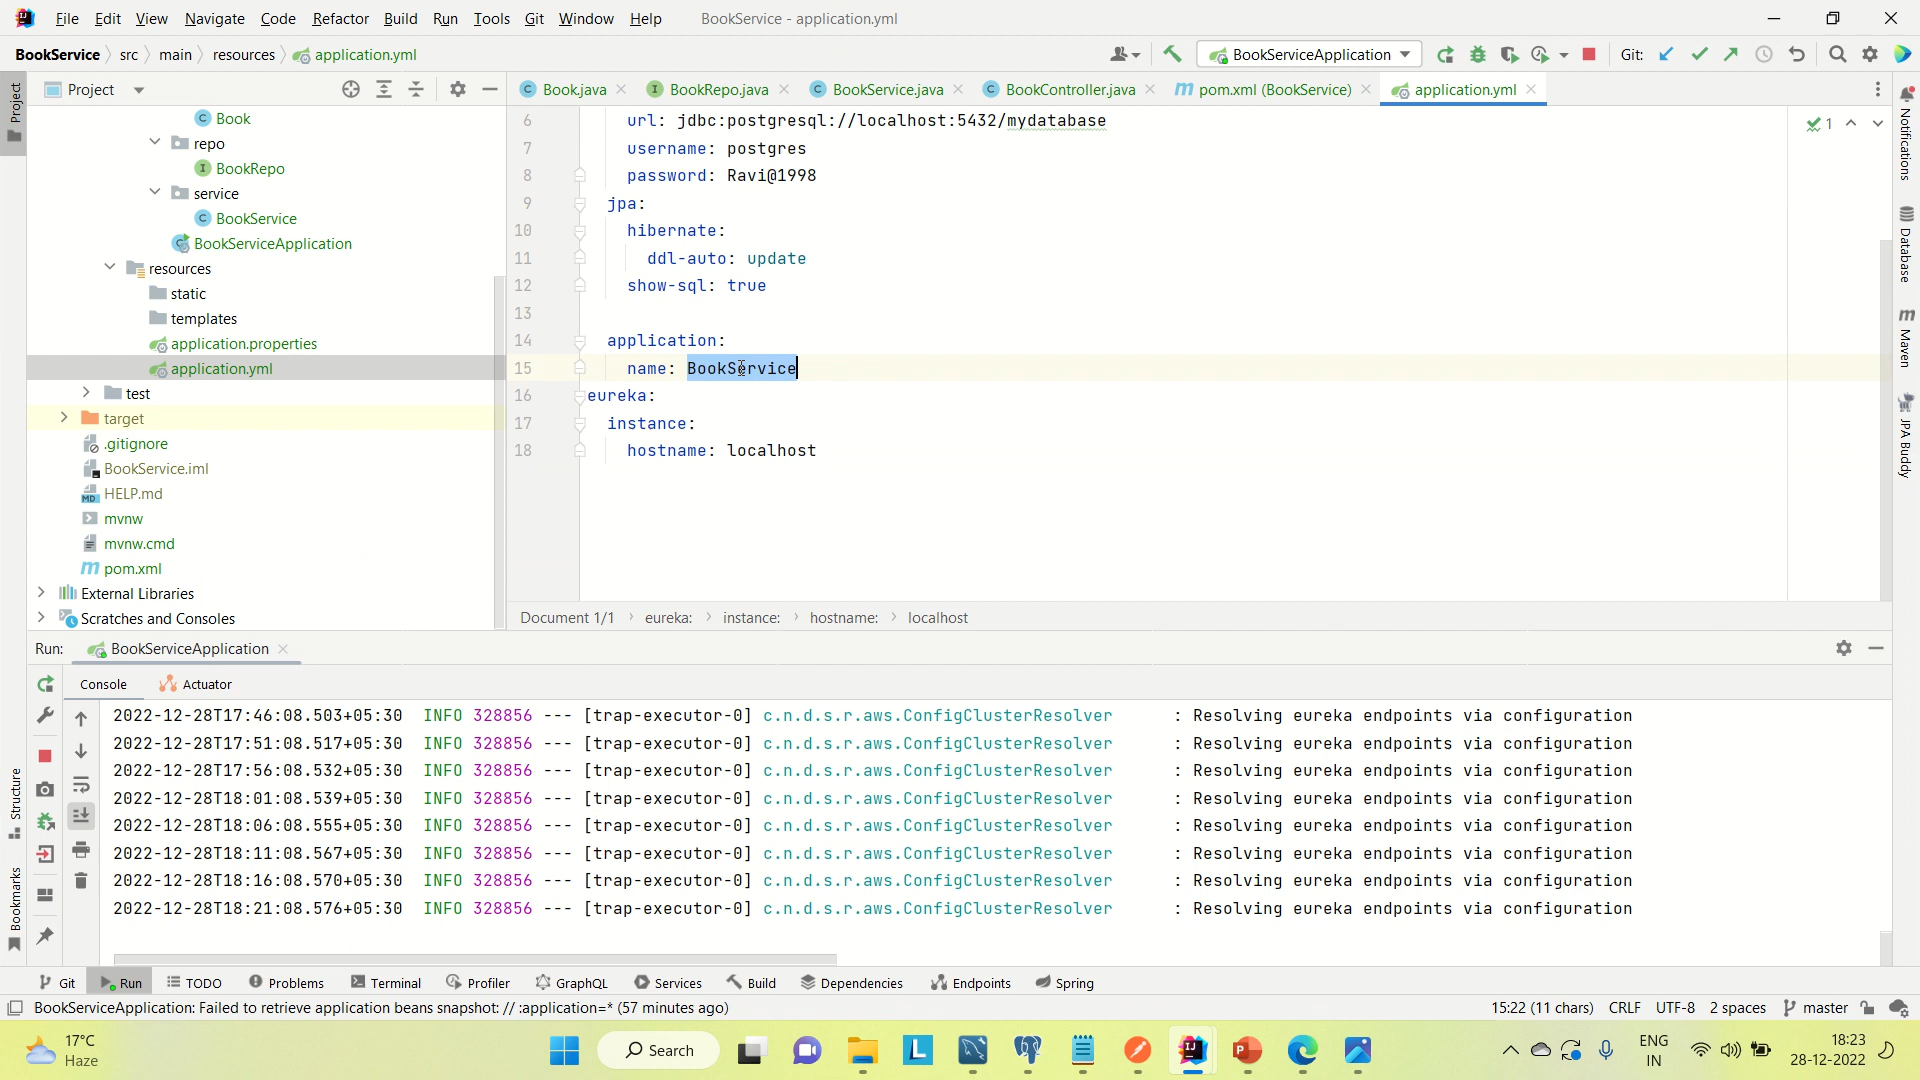 File Edit View Navigate Code Refactor Build Run Tools Git Window Help BookService - application.yml
BookService src main resources application.yml BookServiceApplication Git:
Project Book.java BookRepo.java BookService.java BookController.java pom.xml (BookService) application.yml
Project
Notifications
Database
Maven
JPA Buddy
Structure
Bookmarks
Book
repo
BookRepo
service
BookService
BookServiceApplication
resources
static
templates
application.properties
application.yml
test
target
.gitignore
BookService.iml
HELP.md
mvnw
mvnw.cmd
pom.xml
External Libraries
Scratches and Consoles
1
6 url: jdbc:postgresql://localhost:5432/mydatabase
7 username: postgres
8 password: Ravi@1998
9 jpa:
10 hibernate:
11 ddl-auto: update
12 show-sql: true
13
14 application:
15 name: BookService
16 eureka:
17 instance:
18 hostname: localhost
Document 1/1 eureka: instance: hostname: localhost
Run: BookServiceApplication
Console Actuator
2022-12-28T17:46:08.503+05:30 INFO 328856 --- [trap-executor-0] c.n.d.s.r.aws.ConfigClusterResolver : Resolving eureka endpoints via configuration
2022-12-28T17:51:08.517+05:30 INFO 328856 --- [trap-executor-0] c.n.d.s.r.aws.ConfigClusterResolver : Resolving eureka endpoints via configuration
2022-12-28T17:56:08.532+05:30 INFO 328856 --- [trap-executor-0] c.n.d.s.r.aws.ConfigClusterResolver : Resolving eureka endpoints via configuration
2022-12-28T18:01:08.539+05:30 INFO 328856 --- [trap-executor-0] c.n.d.s.r.aws.ConfigClusterResolver : Resolving eureka endpoints via configuration
2022-12-28T18:06:08.555+05:30 INFO 328856 --- [trap-executor-0] c.n.d.s.r.aws.ConfigClusterResolver : Resolving eureka endpoints via configuration
2022-12-28T18:11:08.567+05:30 INFO 328856 --- [trap-executor-0] c.n.d.s.r.aws.ConfigClusterResolver : Resolving eureka endpoints via configuration
2022-12-28T18:16:08.570+05:30 INFO 328856 --- [trap-executor-0] c.n.d.s.r.aws.ConfigClusterResolver : Resolving eureka endpoints via configuration
2022-12-28T18:21:08.576+05:30 INFO 328856 --- [trap-executor-0] c.n.d.s.r.aws.ConfigClusterResolver : Resolving eureka endpoints via configuration
Git Run TODO Problems Terminal Profiler GraphQL Services Build Dependencies Endpoints Spring
BookServiceApplication: Failed to retrieve application beans snapshot: // :application=* (57 minutes ago) 15:22 (11 chars) CRLF UTF-8 2 spaces master
17°C
Haze
Search
ENG
IN
18:23
28-12-2022